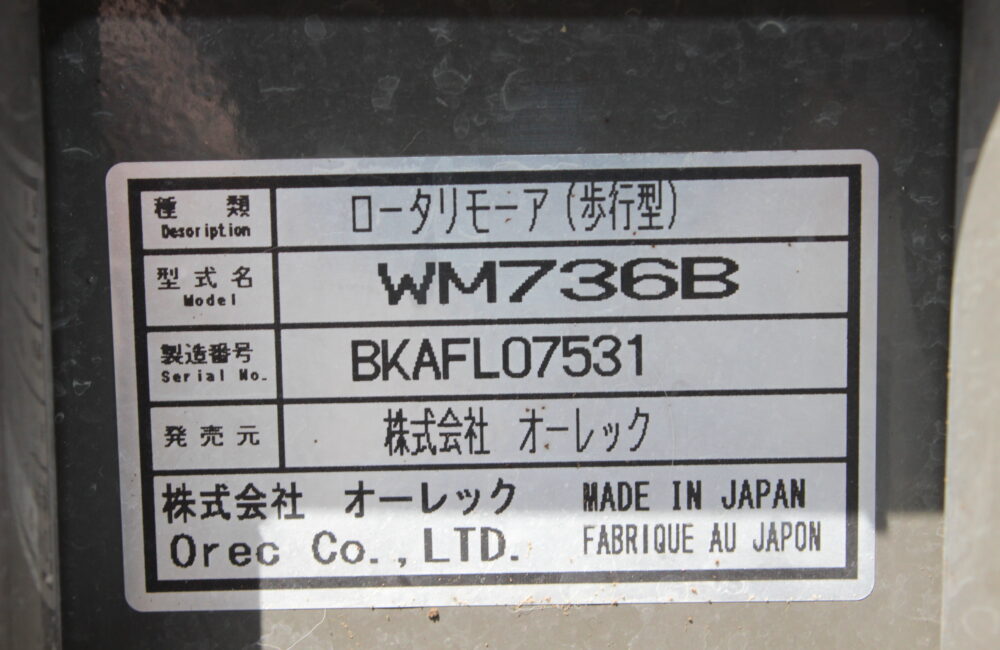 種類 ロータリモーア(歩行型)
Description
型式名 WM736B
Model
製造番号 BKAFL07531
Serial No.
発売元 株式会社 オーレック
株式会社 オーレック MADE IN JAPAN
Orec Co.,LTD. FABRIQUE AU JAPON